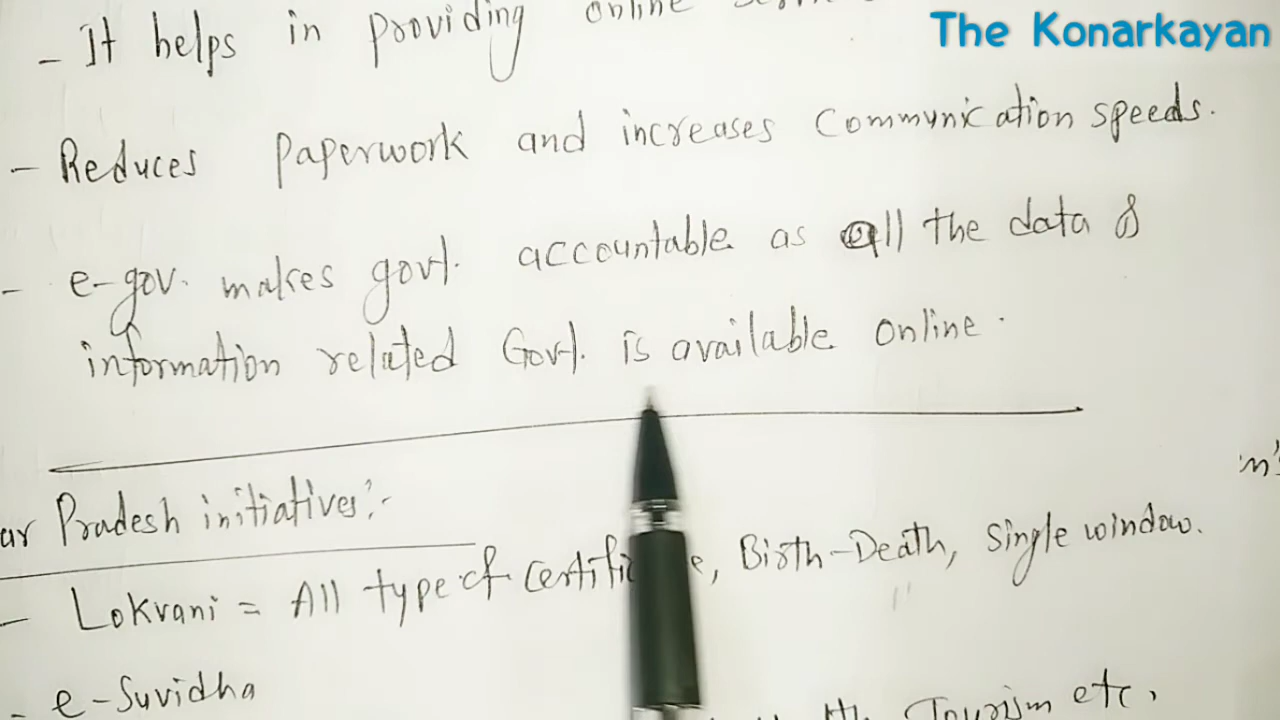 The Konarkayan
- It helps in providing online
- Reduces paperwork and increases communication speeds.
- e-gov. makes govt. accountable as all the data &
information related Govt. is available online.
ar Pradesh initiatives:-
- Lokvani = All type of Certifi e, Birth-Death, Single window.
- e-Suvidha
Tourism etc.